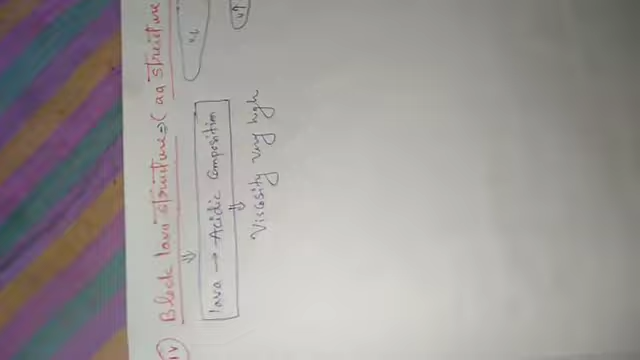 iv) Block lava structure ⇒ ( aa structure
Lava → Acidic Composition
Viscosity very high